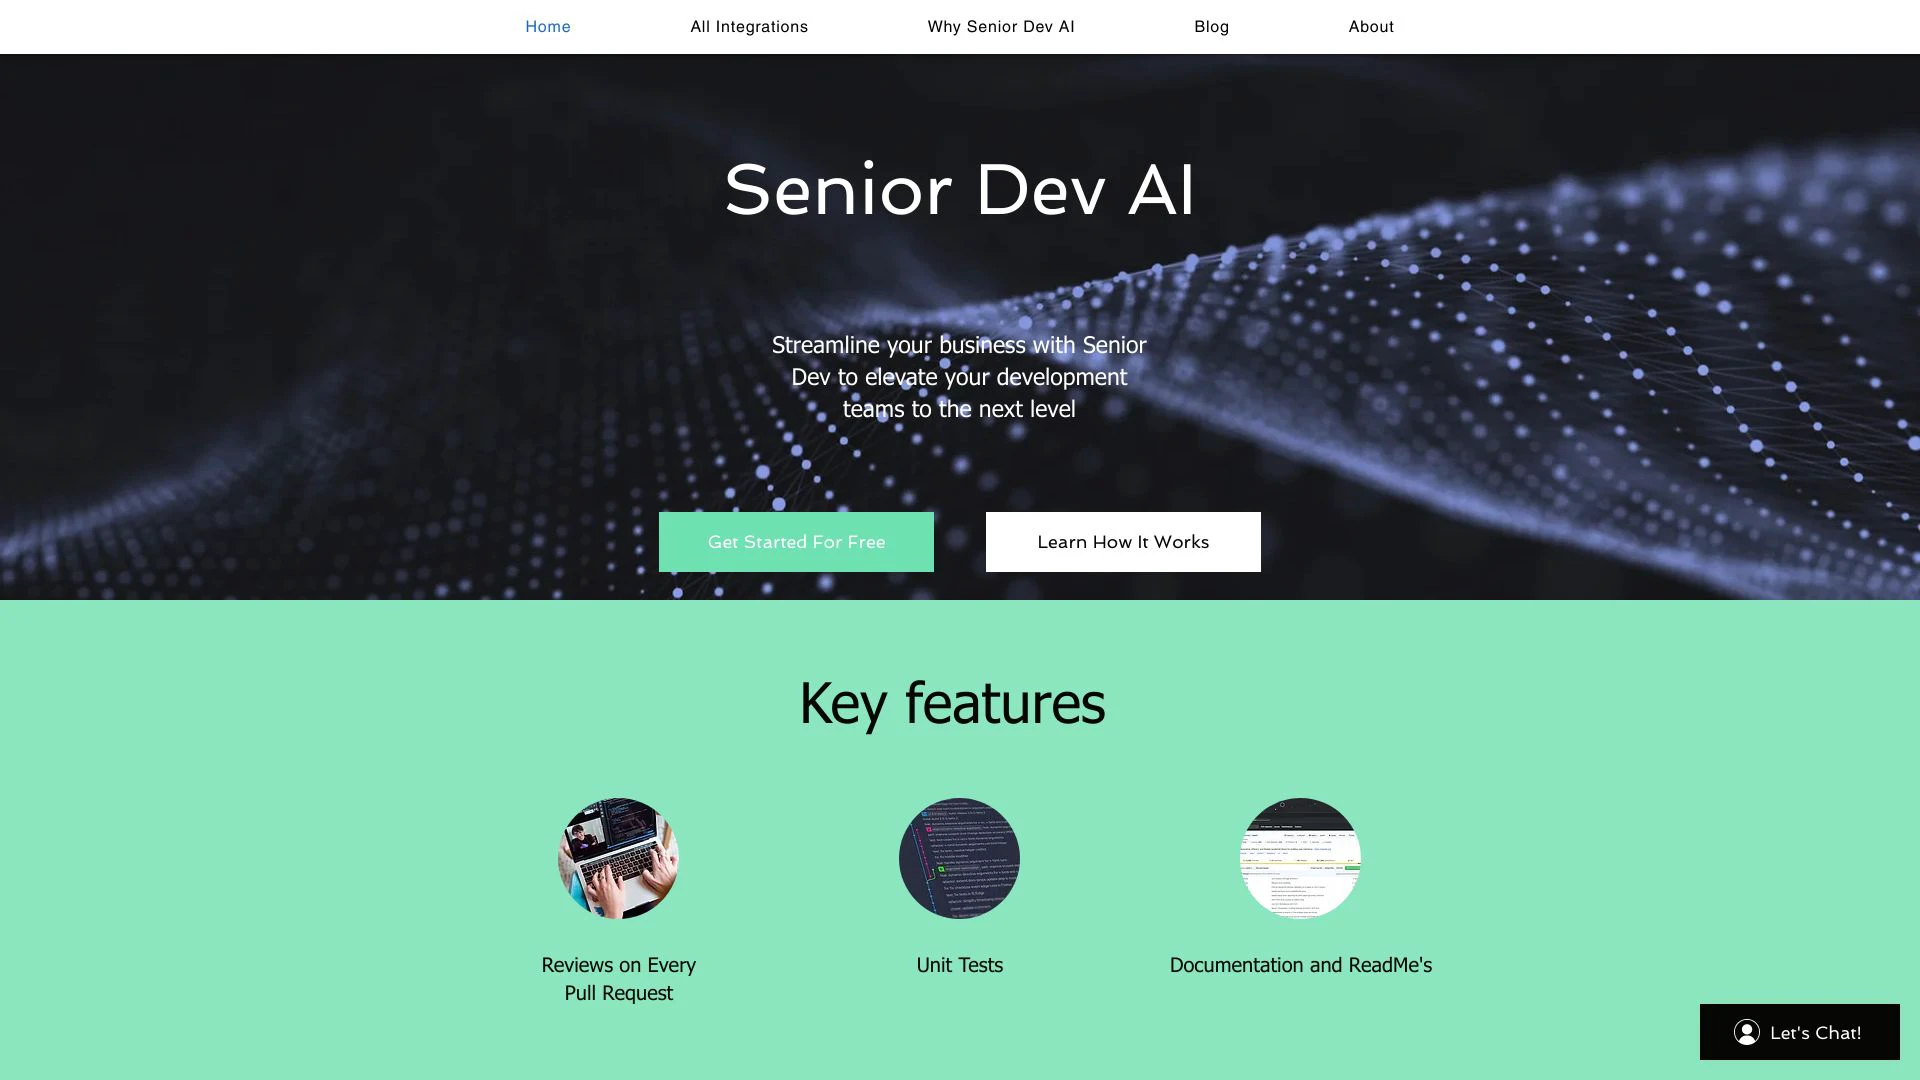 Home
All Integrations
Why Senior Dev AI
Blog
About
Senior Dev AI
Streamline your business with Senior
Dev to elevate your development
teams to the next level
Get Started For Free
Learn How It Works
Key features
Reviews on Every
Pull Request
Unit Tests
Documentation and ReadMe's
Let's Chat!